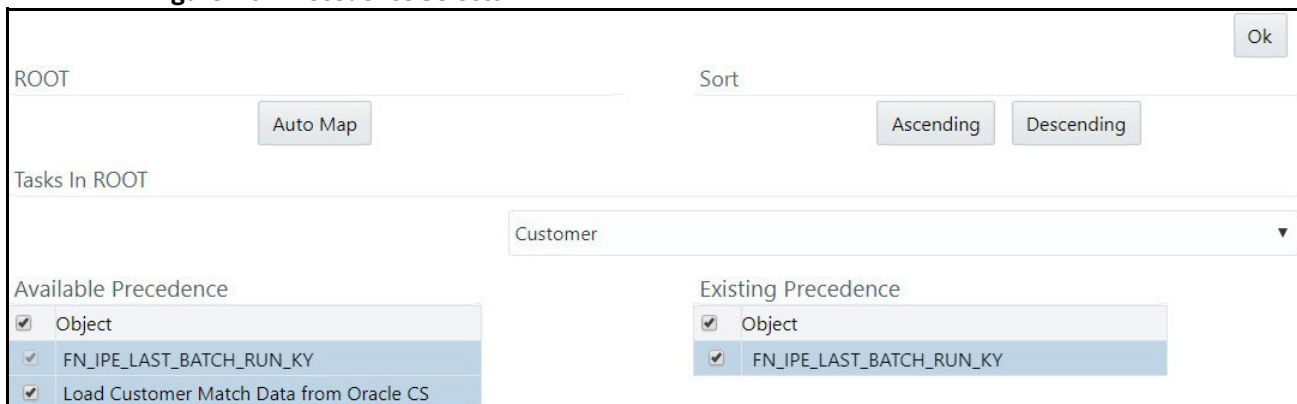 Ok
ROOT
Sort
Auto Map
Ascending
Descending
Tasks In ROOT
Customer
Available Precedence
Existing Precedence
Object
Object
FN_IPE_LAST_BATCH_RUN_KY
FN_IPE_LAST_BATCH_RUN_KY
Load Customer Match Data from Oracle CS